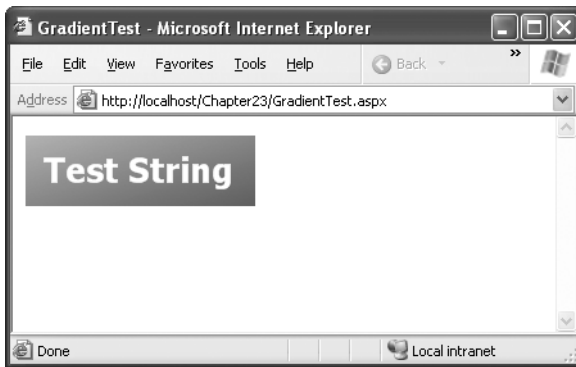 GradientTest - Microsoft Internet Explorer
File Edit View Favorites Tools Help Back »
Address http://localhost/Chapter23/GradientTest.aspx
Test String
Done Local intranet